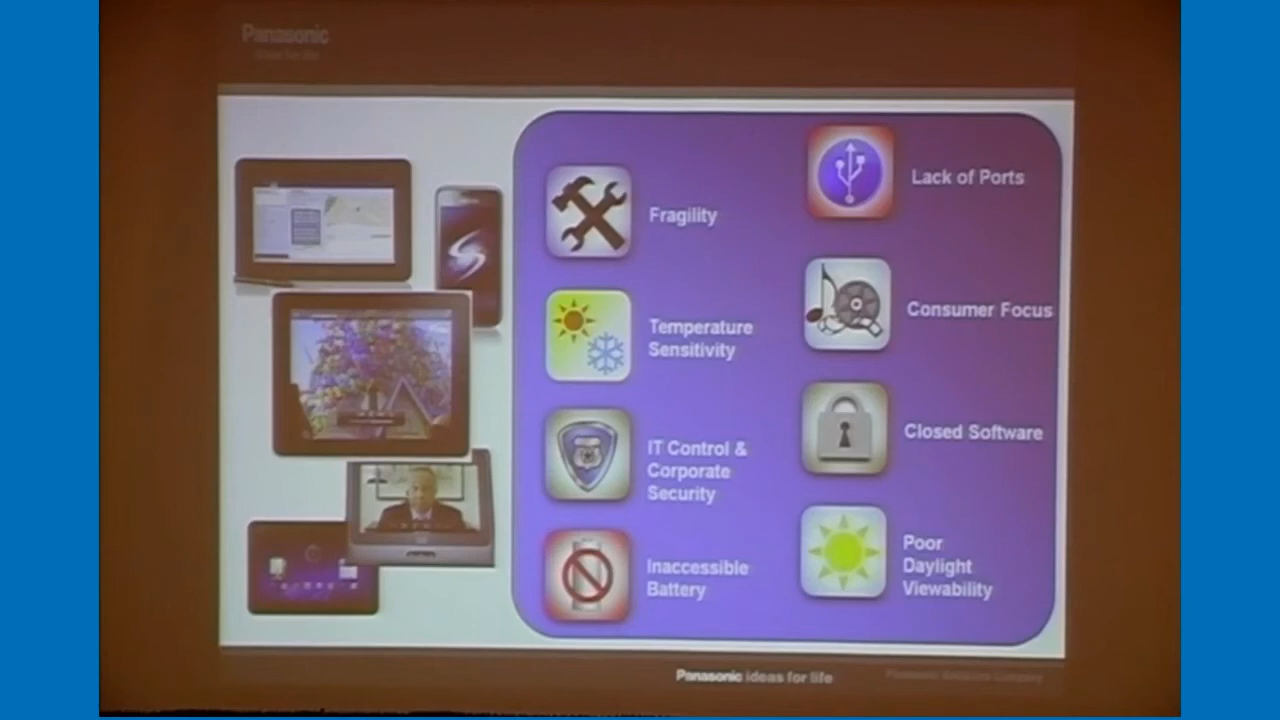 Panasonic
Fragility
Temperature
Sensitivity
IT Control &
Corporate
Security
Inaccessible
Battery
Lack of Ports
Consumer Focus
Closed Software
Poor
Daylight
Viewability
Panasonic ideas for life